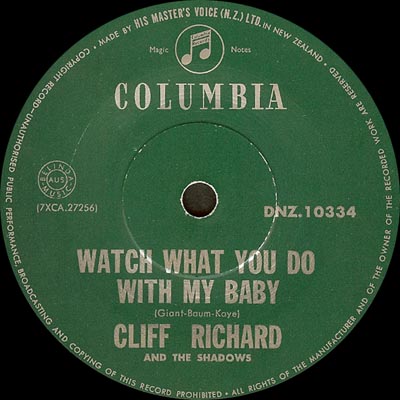 • MADE BY HIS MASTER'S VOICE (N.Z.) LTD. IN NEW ZEALAND •
Magic Notes
COLUMBIA
BELINDA
AUS
MUSIC
(7XCA.27256)
DNZ.10334
WATCH WHAT YOU DO
WITH MY BABY
(Giant-Baum-Kaye)
CLIFF RICHARD
AND THE SHADOWS
COPYRIGHT RECORD—UNAUTHORISED PUBLIC PERFORMANCE BROADCASTING AND COPYING OF THIS RECORD PROHIBITED • ALL RIGHTS OF THE MANUFACTURER AND OF THE OWNER OF THE RECORDED WORK ARE RESERVED